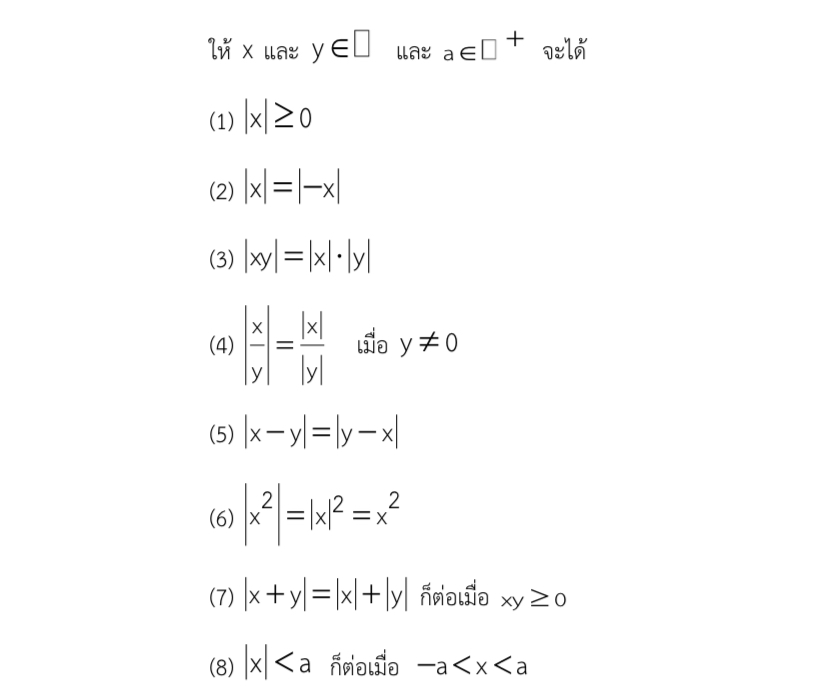 ให้ x และ y∈□ และ a∈□⁺ จะได้
(1) |x|≥0
(2) |x|=|−x|
(3) |xy|=|x|·|y|
(4) |x/y|=|x|/|y| เมื่อ y≠0
(5) |x−y|=|y−x|
(6) |x²|=|x|²=x²
(7) |x+y|=|x|+|y| ก็ต่อเมื่อ xy≥0
(8) |x|<a ก็ต่อเมื่อ −a<x<a